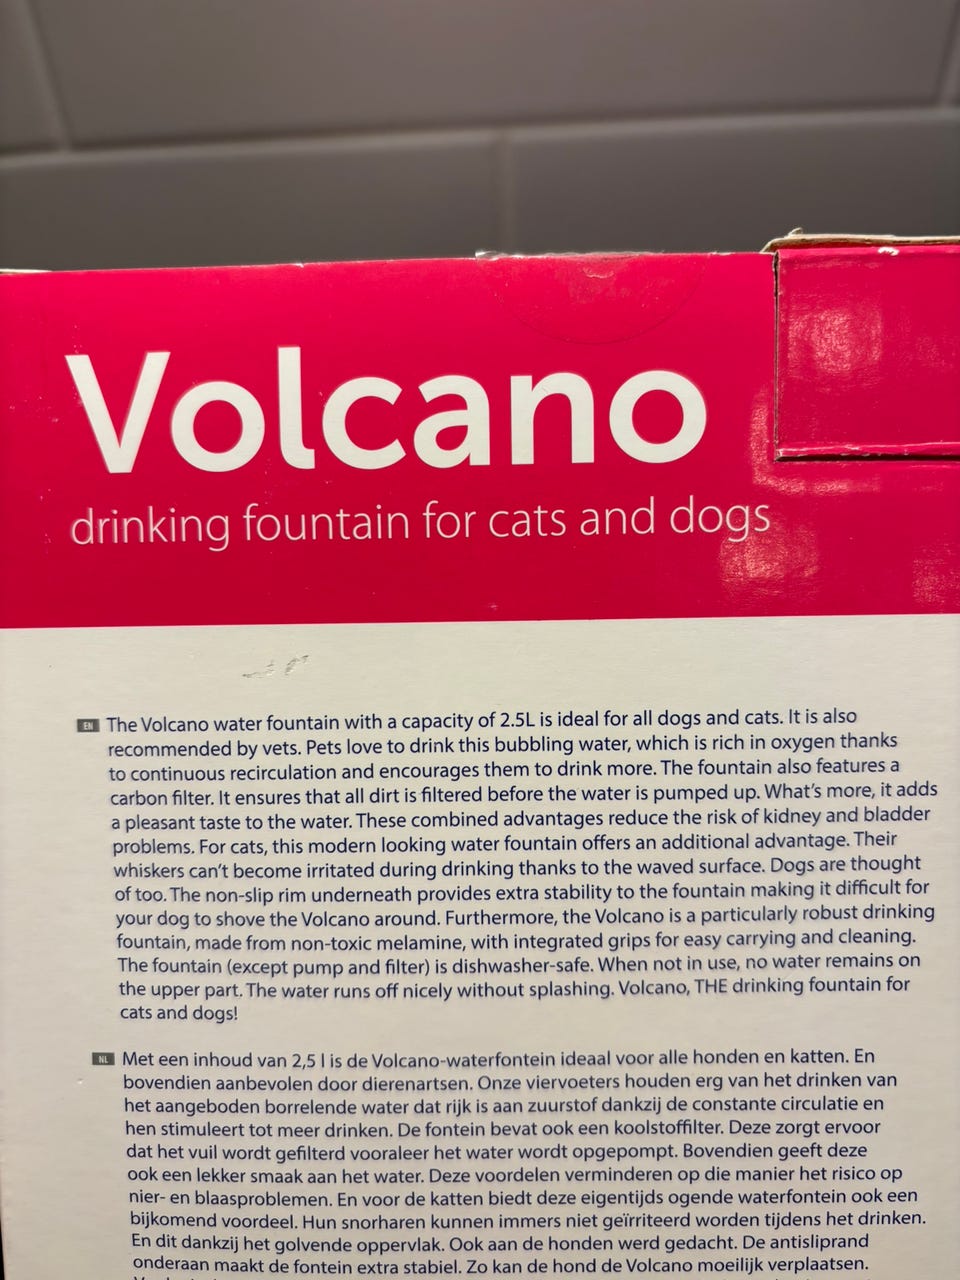 Volcano
drinking fountain for cats and dogs
EN The Volcano water fountain with a capacity of 2.5L is ideal for all dogs and cats. It is also
recommended by vets. Pets love to drink this bubbling water, which is rich in oxygen thanks
to continuous recirculation and encourages them to drink more. The fountain also features a
carbon filter. It ensures that all dirt is filtered before the water is pumped up. What's more, it adds
a pleasant taste to the water. These combined advantages reduce the risk of kidney and bladder
problems. For cats, this modern looking water fountain offers an additional advantage. Their
whiskers can't become irritated during drinking thanks to the waved surface. Dogs are thought
of too. The non-slip rim underneath provides extra stability to the fountain making it difficult for
your dog to shove the Volcano around. Furthermore, the Volcano is a particularly robust drinking
fountain, made from non-toxic melamine, with integrated grips for easy carrying and cleaning.
The fountain (except pump and filter) is dishwasher-safe. When not in use, no water remains on
the upper part. The water runs off nicely without splashing. Volcano, THE drinking fountain for
cats and dogs!
NL Met een inhoud van 2,5 l is de Volcano-waterfontein ideaal voor alle honden en katten. En
bovendien aanbevolen door dierenartsen. Onze viervoeters houden erg van het drinken van
het aangeboden borrelende water dat rijk is aan zuurstof dankzij de constante circulatie en
hen stimuleert tot meer drinken. De fontein bevat ook een koolstoffilter. Deze zorgt ervoor
dat het vuil wordt gefilterd vooraleer het water wordt opgepompt. Bovendien geeft deze
ook een lekker smaak aan het water. Deze voordelen verminderen op die manier het risico op
nier- en blaasproblemen. En voor de katten biedt deze eigentijds ogende waterfontein ook een
bijkomend voordeel. Hun snorharen kunnen immers niet geïrriteerd worden tijdens het drinken.
En dit dankzij het golvende oppervlak. Ook aan de honden werd gedacht. De antisliprand
onderaan maakt de fontein extra stabiel. Zo kan de hond de Volcano moeilijk verplaatsen.